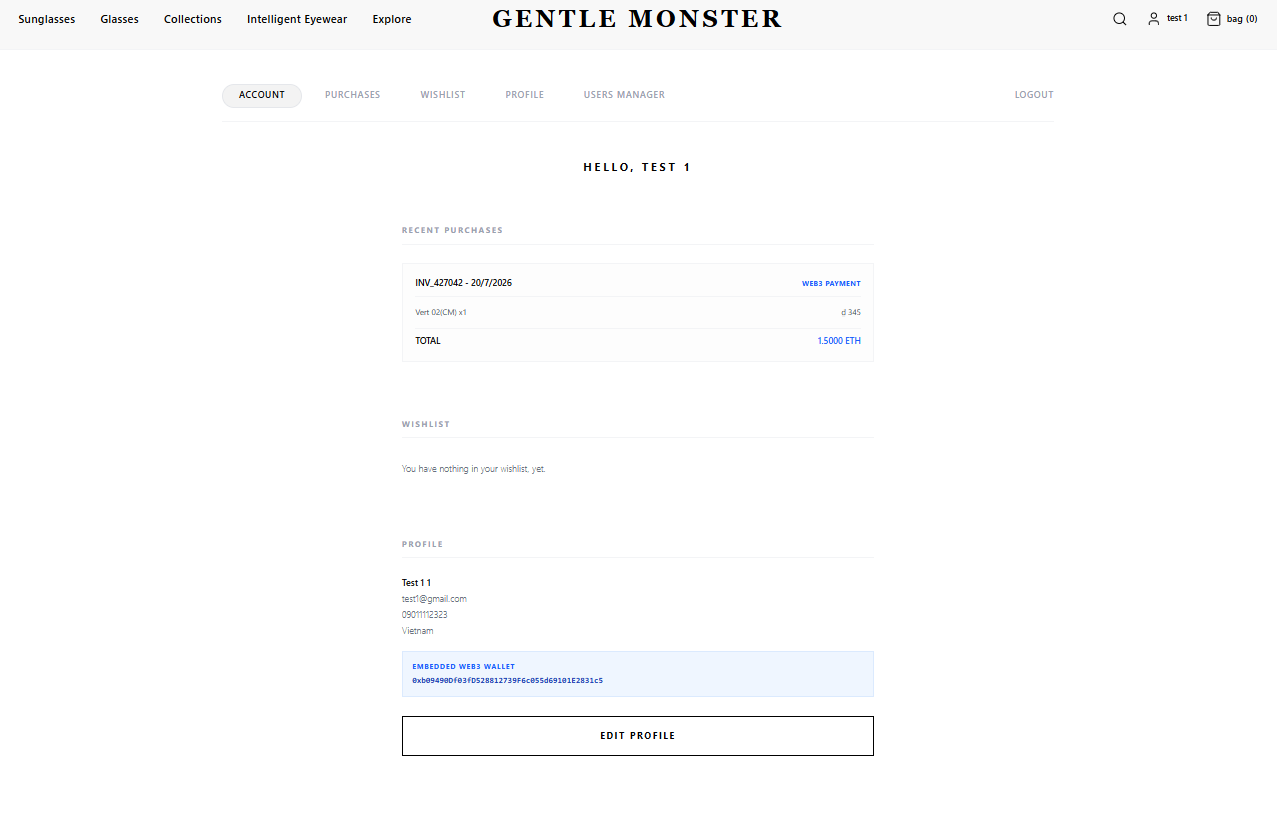 Sunglasses Glasses Collections Intelligent Eyewear Explore GENTLE MONSTER test 1 bag (0)
ACCOUNT PURCHASES WISHLIST PROFILE USERS MANAGER LOGOUT
HELLO, TEST 1
RECENT PURCHASES
INV_427042 - 20/7/2026 WEB3 PAYMENT
Vert 02(CM) x1 đ 345
TOTAL 1.5000 ETH
WISHLIST
You have nothing in your wishlist, yet.
PROFILE
Test 1 1
test1@gmail.com
09011112323
Vietnam
EMBEDDED WEB3 WALLET
0xb09490Df03fD528812739F6c055d69101E2831c5
EDIT PROFILE